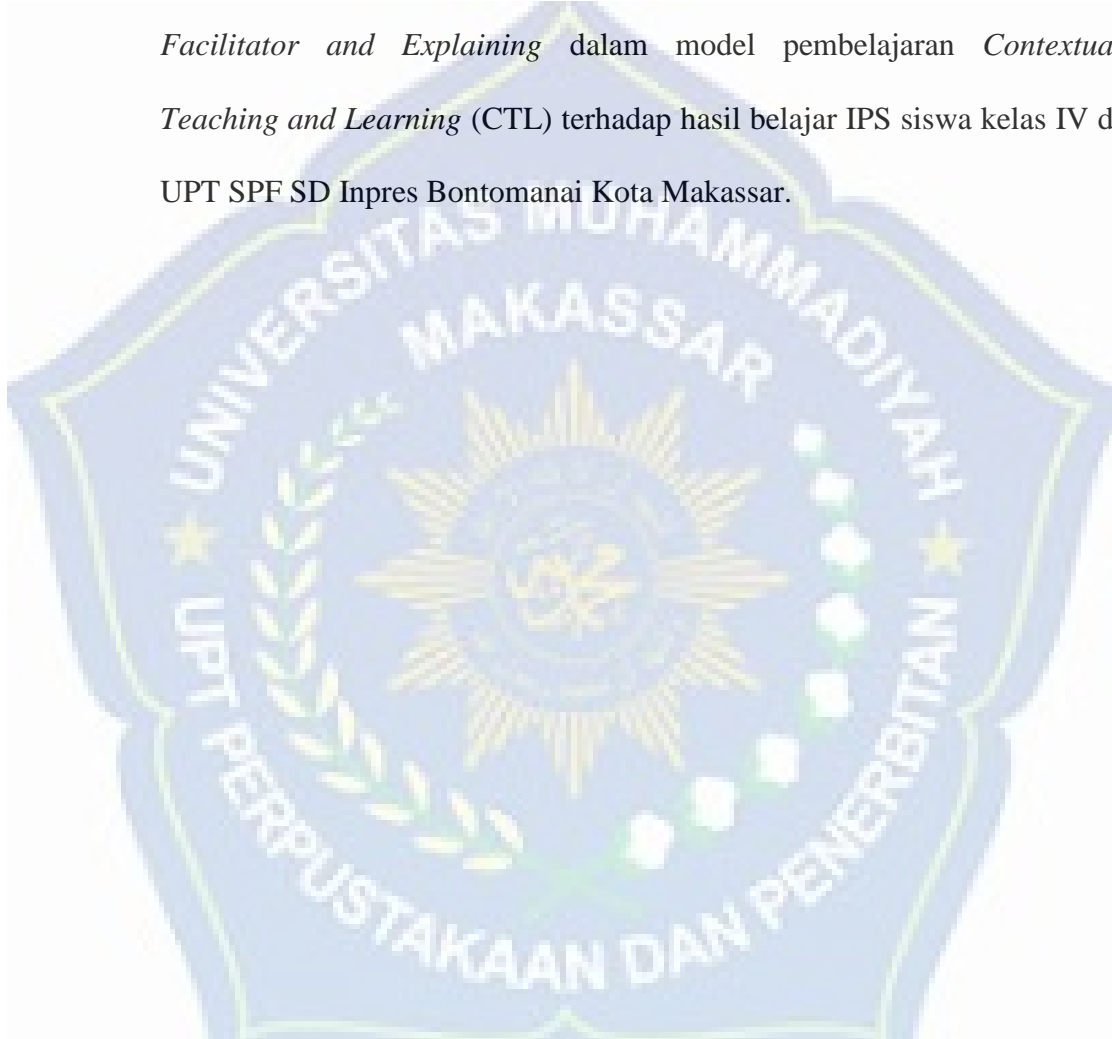 Facilitator and Explaining dalam model pembelajaran Contextua
Teaching and Learning (CTL) terhadap hasil belajar IPS siswa kelas IV d
UPT SPF SD Inpres Bontomanai Kota Makassar.
UNIVERSITAS MUHAMMADIYAH
MAKASSAR
UPT PERPUSTAKAAN DAN PENERBITAN